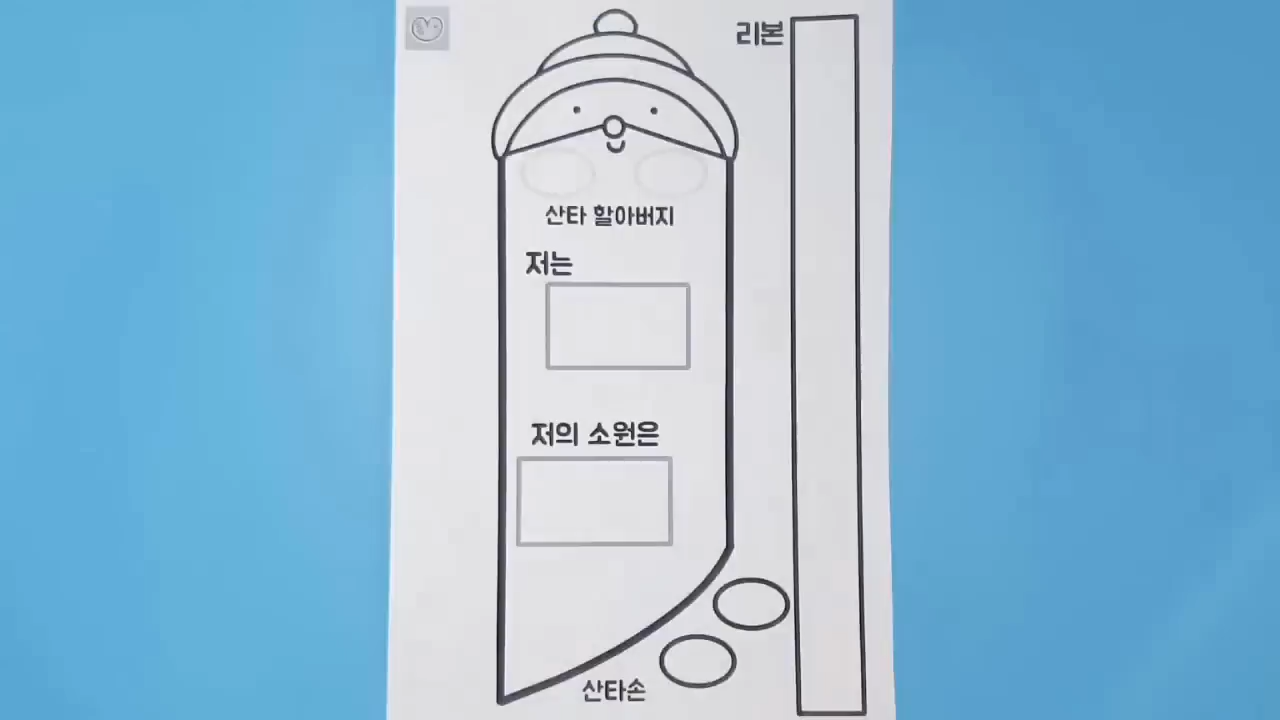 리본
산타 할아버지
저는
저의 소원은
산타손